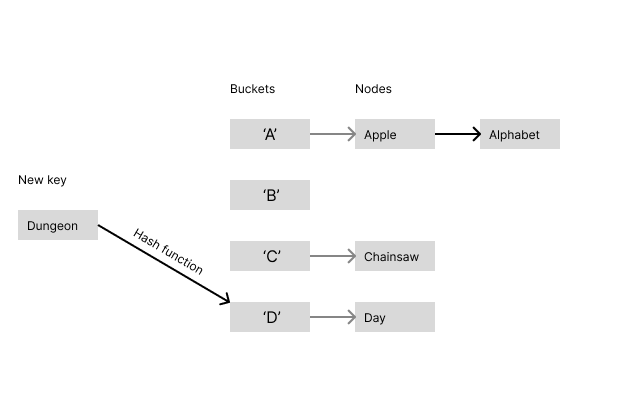 Buckets
Nodes
‘A’
Apple
Alphabet
New key
‘B’
Dungeon
Hash function
‘C’
Chainsaw
‘D’
Day